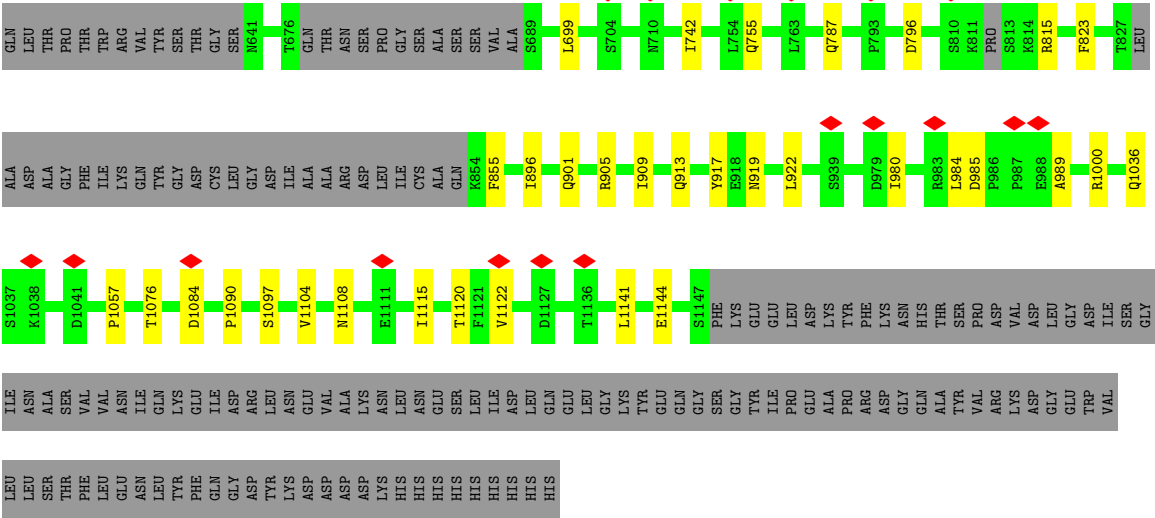 GLN LEU THR PRO THR TRP ARG VAL TYR SER THR GLY SER N641 T676 GLN THR ASN SER PRO GLY SER ALA SER SER VAL ALA S689 L699 S704 N710 I742 L754 Q755 L763 Q787 P793 D796 S810 K811 PRO S813 K814 R815 F823 T827 LEU
ALA ASP ALA GLY PHE ILE LYS GLN TYR GLY ASP CYS LEU GLY ASP ILE ALA ALA ARG ASP LEU ILE CYS ALA GLN K854 F855 I896 Q901 R905 I909 Q913 Y917 E918 N919 L922 S939 D979 I980 R983 L984 D985 P986 P987 E988 A989 R1000 Q1036
S1037 K1038 D1041 P1057 T1076 D1084 P1090 S1097 V1104 N1108 E1111 I1115 T1120 F1121 V1122 D1127 T1136 L1141 E1144 S1147 PHE LYS GLU GLU LEU ASP LYS TYR PHE LYS ASN HIS THR SER PRO ASP VAL ASP LEU GLY ASP ILE SER GLY
ILE ASN ALA SER VAL VAL ASN ILE GLN LYS GLU ILE ASP ARG LEU ASN GLU VAL ALA LYS ASN LEU ASN GLU SER LEU ILE ASP LEU GLN GLU LEU GLY LYS TYR GLU GLN GLY SER GLY TYR ILE PRO GLU ALA PRO ARG ASP GLY GLN ALA TYR VAL ARG LYS ASP GLY GLU TRP VAL
LEU LEU SER THR PHE LEU GLU ASN LEU TYR PHE GLN GLY ASP TYR LYS ASP ASP ASP ASP LYS HIS HIS HIS HIS HIS HIS HIS HIS HIS